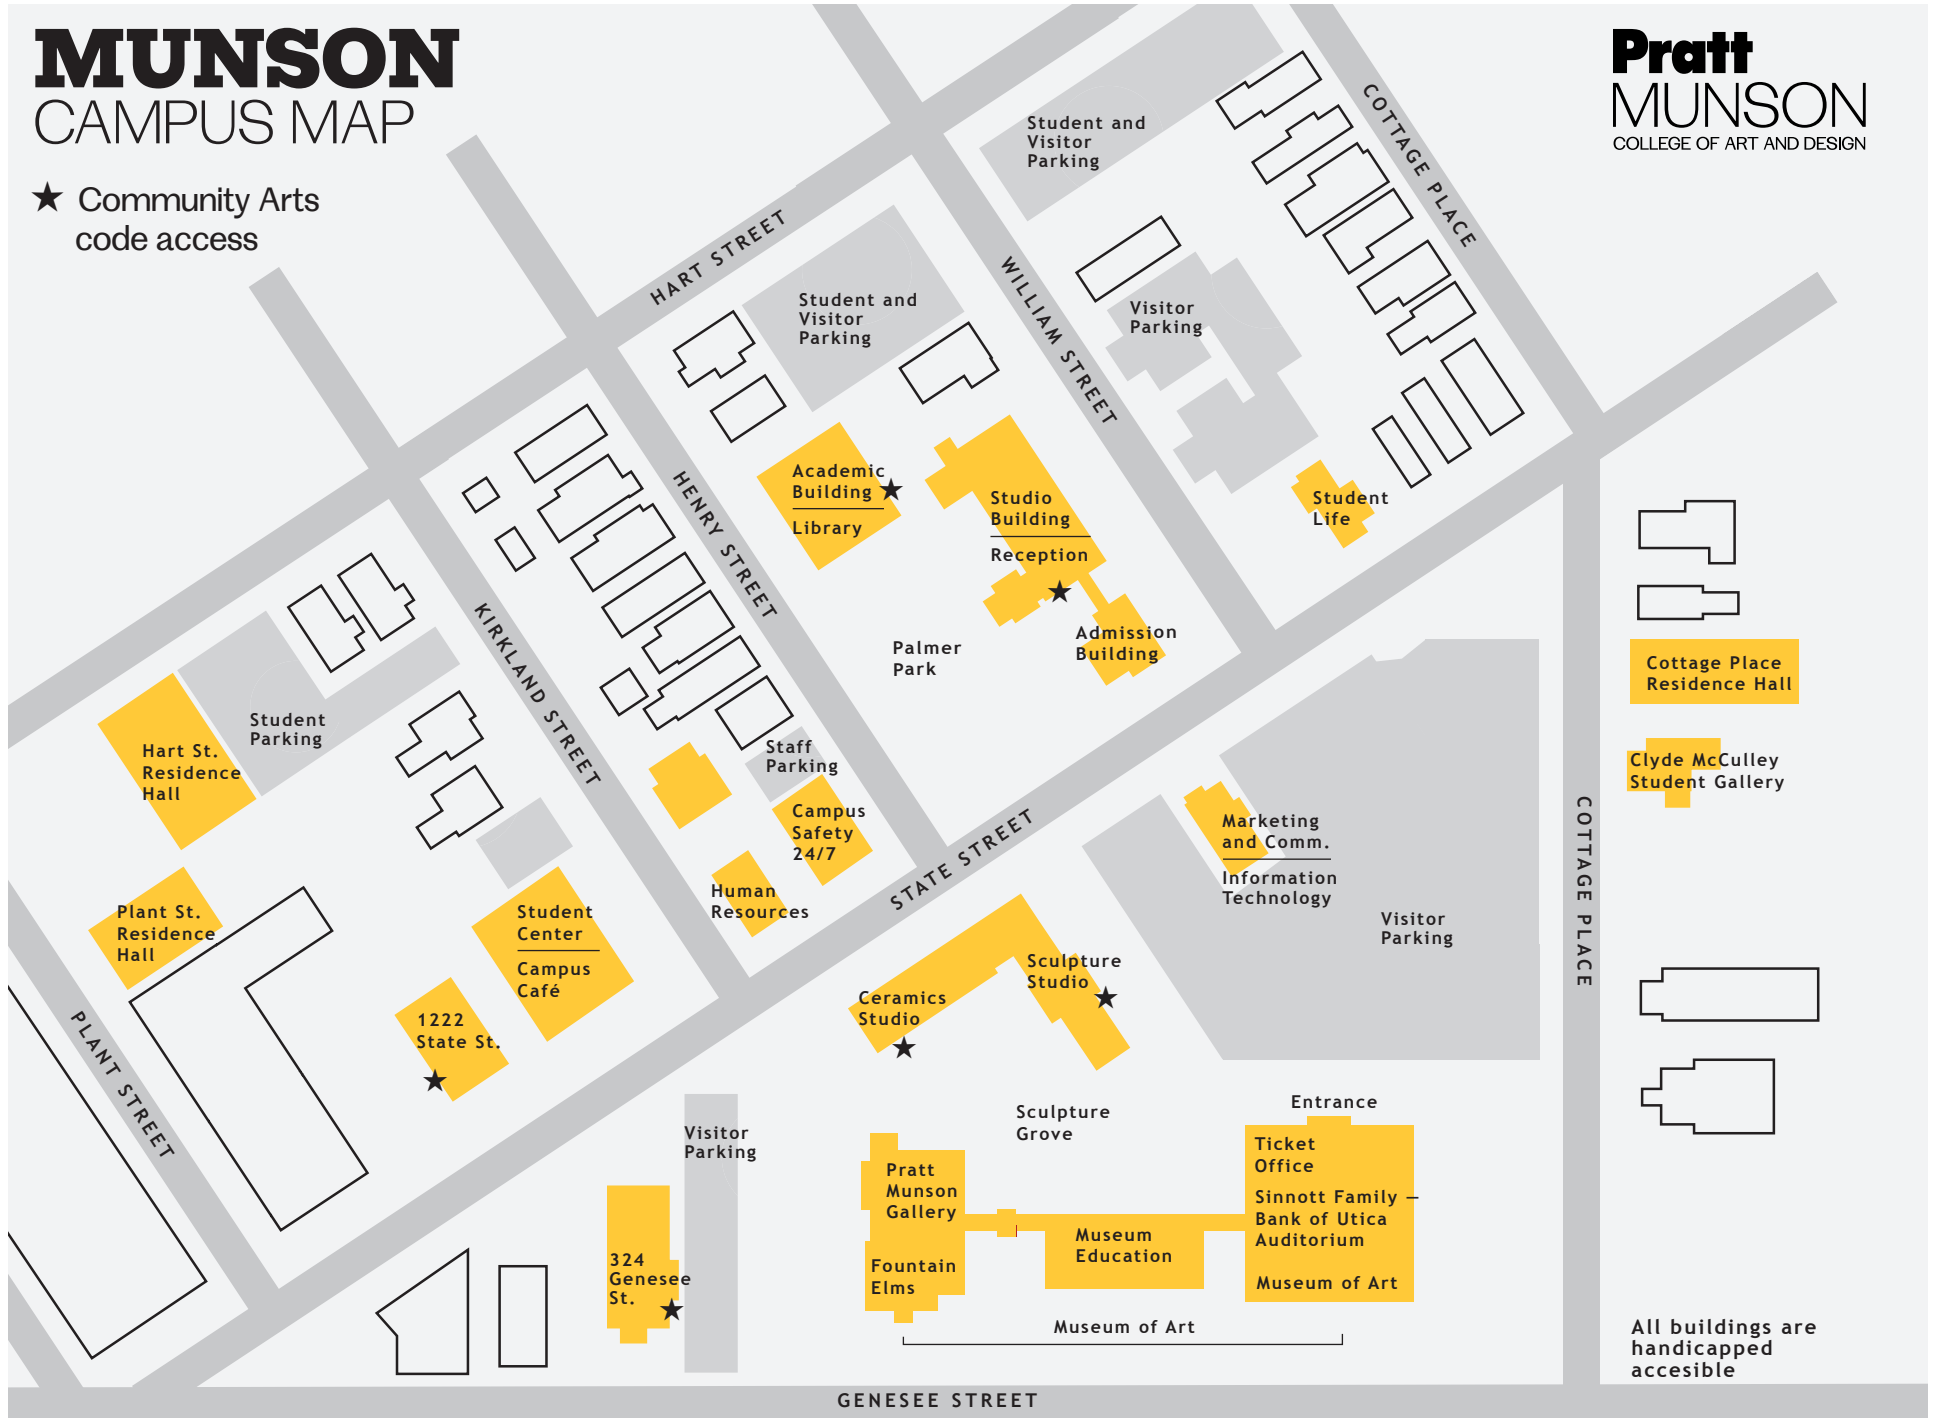 MUNSON
CAMPUS MAP
★ Community Arts
code access
Pratt
MUNSON
COLLEGE OF ART AND DESIGN
Student and
Visitor
Parking
COTTAGE PLACE
HART STREET
Student and
Visitor
Parking
WILLIAM STREET
Visitor
Parking
Academic
Building ★
Library
Studio
Building
Reception
★
Student
Life
HENRY STREET
Palmer
Park
Admission
Building
KIRKLAND STREET
Student
Parking
Hart St.
Residence
Hall
Staff
Parking
Campus
Safety
24/7
Human
Resources
STATE STREET
Cottage Place
Residence Hall
Clyde McCulley
Student Gallery
Marketing
and Comm.
Information
Technology
Visitor
Parking
COTTAGE PLACE
Plant St.
Residence
Hall
Student
Center
Campus
Café
1222
State St.
★
PLANT STREET
Ceramics
Studio
★
Sculpture
Studio
★
Sculpture
Grove
Visitor
Parking
324
Genesee
St.
★
Pratt
Munson
Gallery
Fountain
Elms
Museum
Education
Entrance
Ticket
Office
Sinnott Family —
Bank of Utica
Auditorium
Museum of Art
Museum of Art
All buildings are
handicapped
accesible
GENESEE STREET